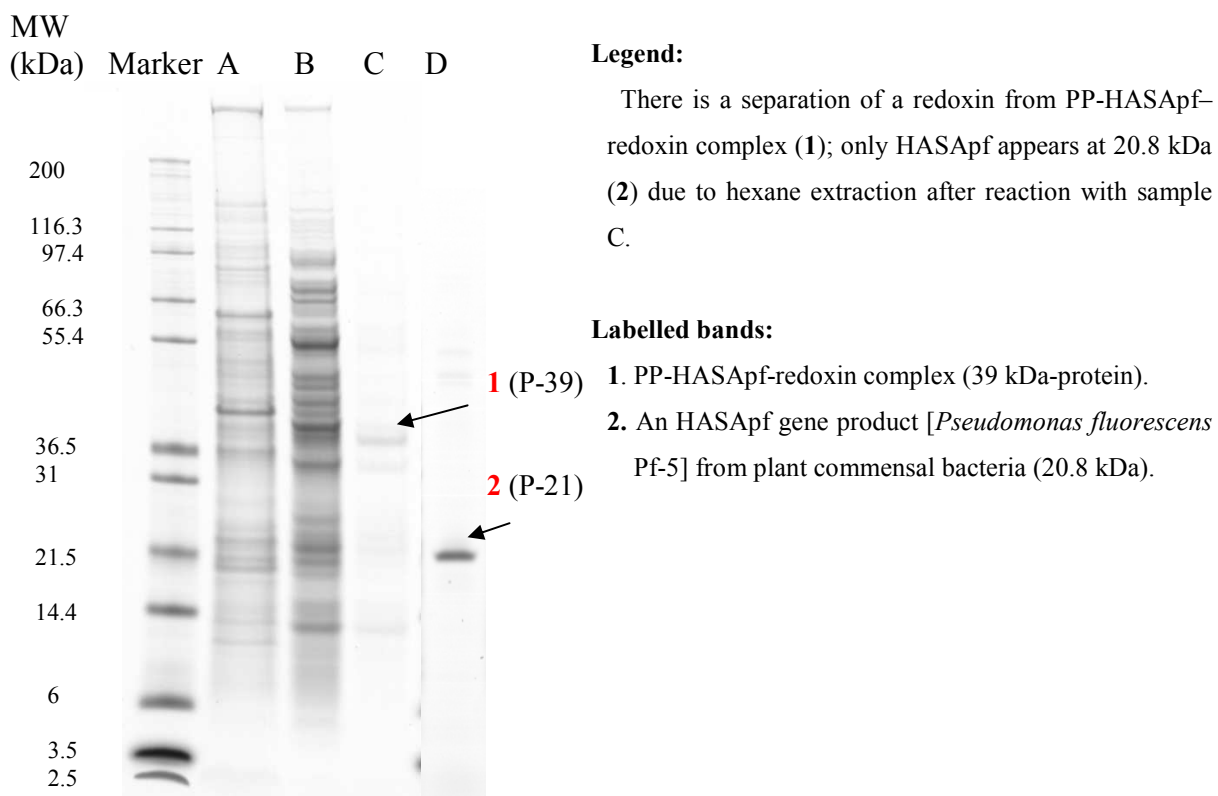 MW
(kDa) Marker A B C D
200
116.3
97.4
66.3
55.4
36.5
31
21.5
14.4
6
3.5
2.5
1 (P-39)
2 (P-21)
Legend:
There is a separation of a redoxin from PP-HASApf–
redoxin complex (1); only HASApf appears at 20.8 kDa
(2) due to hexane extraction after reaction with sample
C.
Labelled bands:
1. PP-HASApf-redoxin complex (39 kDa-protein).
2. An HASApf gene product [Pseudomonas fluorescens
Pf-5] from plant commensal bacteria (20.8 kDa).